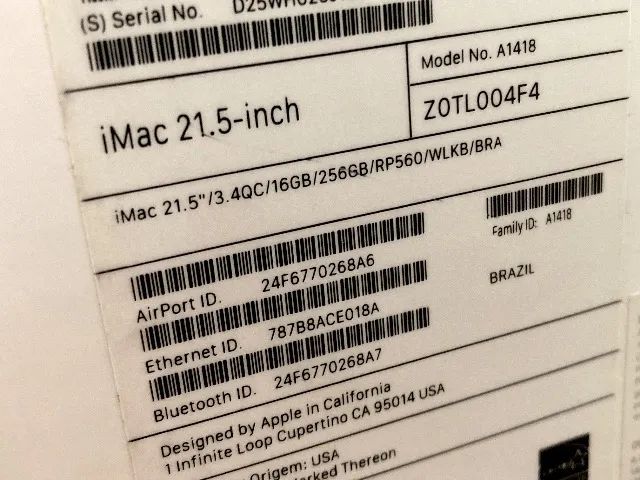 (S) Serial No.
Model No. A1418
iMac 21.5-inch
Z0TL004F4
iMac 21.5"/3.4QC/16GB/256GB/RP560/WLKB/BRA
Family ID: A1418
AirPort ID. 24F6770268A6
BRAZIL
Ethernet ID. 787B8ACE018A
Bluetooth ID. 24F6770268A7
Designed by Apple in California
1 Infinite Loop Cupertino CA 95014 USA
Origem: USA
Thereon